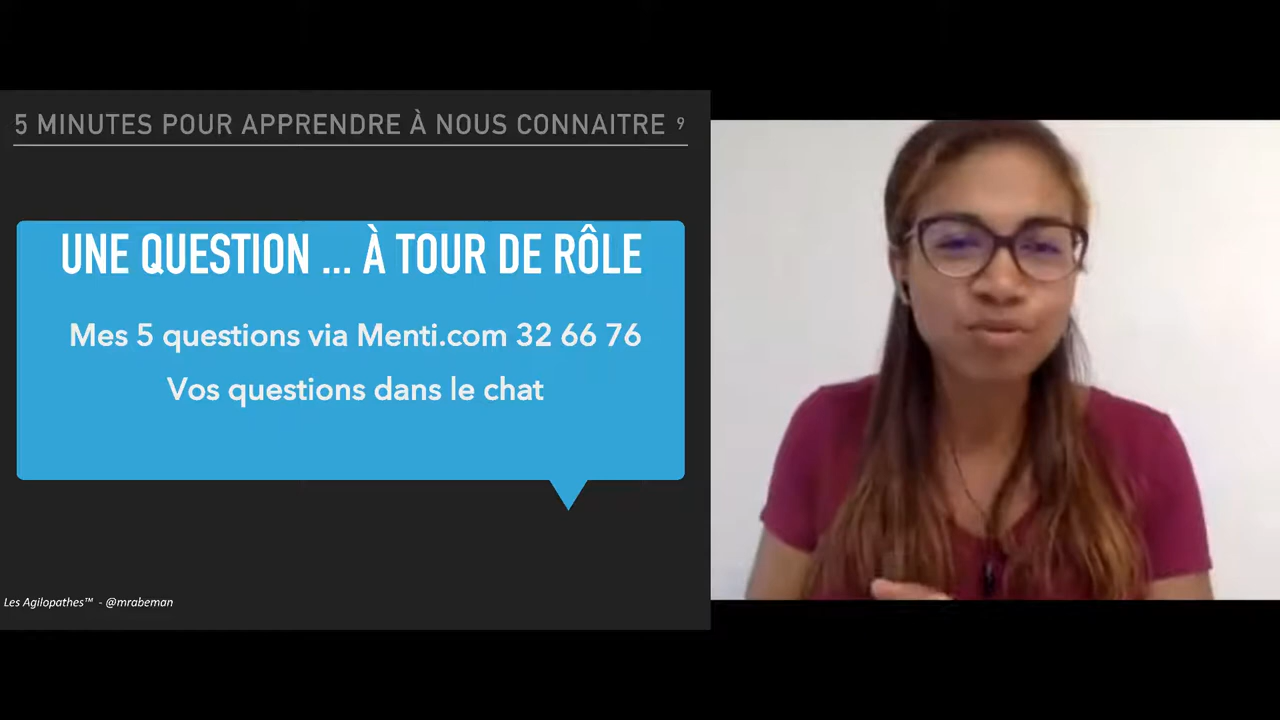 5 MINUTES POUR APPRENDRE À NOUS CONNAITRE 9
UNE QUESTION ... À TOUR DE RÔLE
Mes 5 questions via Menti.com 32 66 76
Vos questions dans le chat
Les Agilopathes™ - @mrabeman